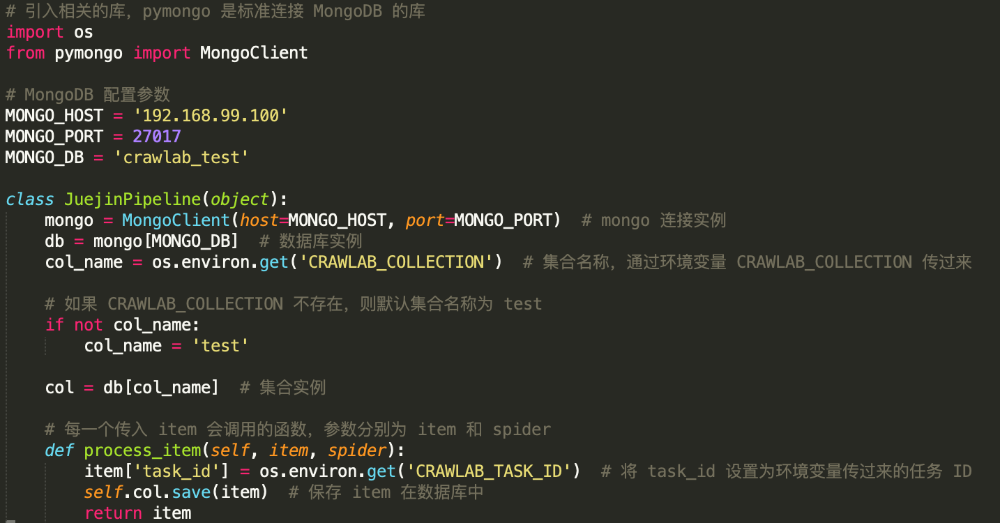 # 引入相关的库，pymongo 是标准连接 MongoDB 的库
import os
from pymongo import MongoClient

# MongoDB 配置参数
MONGO_HOST = '192.168.99.100'
MONGO_PORT = 27017
MONGO_DB = 'crawlab_test'

class JuejinPipeline(object):
    mongo = MongoClient(host=MONGO_HOST, port=MONGO_PORT)  # mongo 连接实例
    db = mongo[MONGO_DB]  # 数据库实例
    col_name = os.environ.get('CRAWLAB_COLLECTION')  # 集合名称，通过环境变量 CRAWLAB_COLLECTION 传过来

    # 如果 CRAWLAB_COLLECTION 不存在，则默认集合名称为 test
    if not col_name:
        col_name = 'test'

    col = db[col_name]  # 集合实例

    # 每一个传入 item 会调用的函数，参数分别为 item 和 spider
    def process_item(self, item, spider):
        item['task_id'] = os.environ.get('CRAWLAB_TASK_ID')  # 将 task_id 设置为环境变量传过来的任务 ID
        self.col.save(item)  # 保存 item 在数据库中
        return item